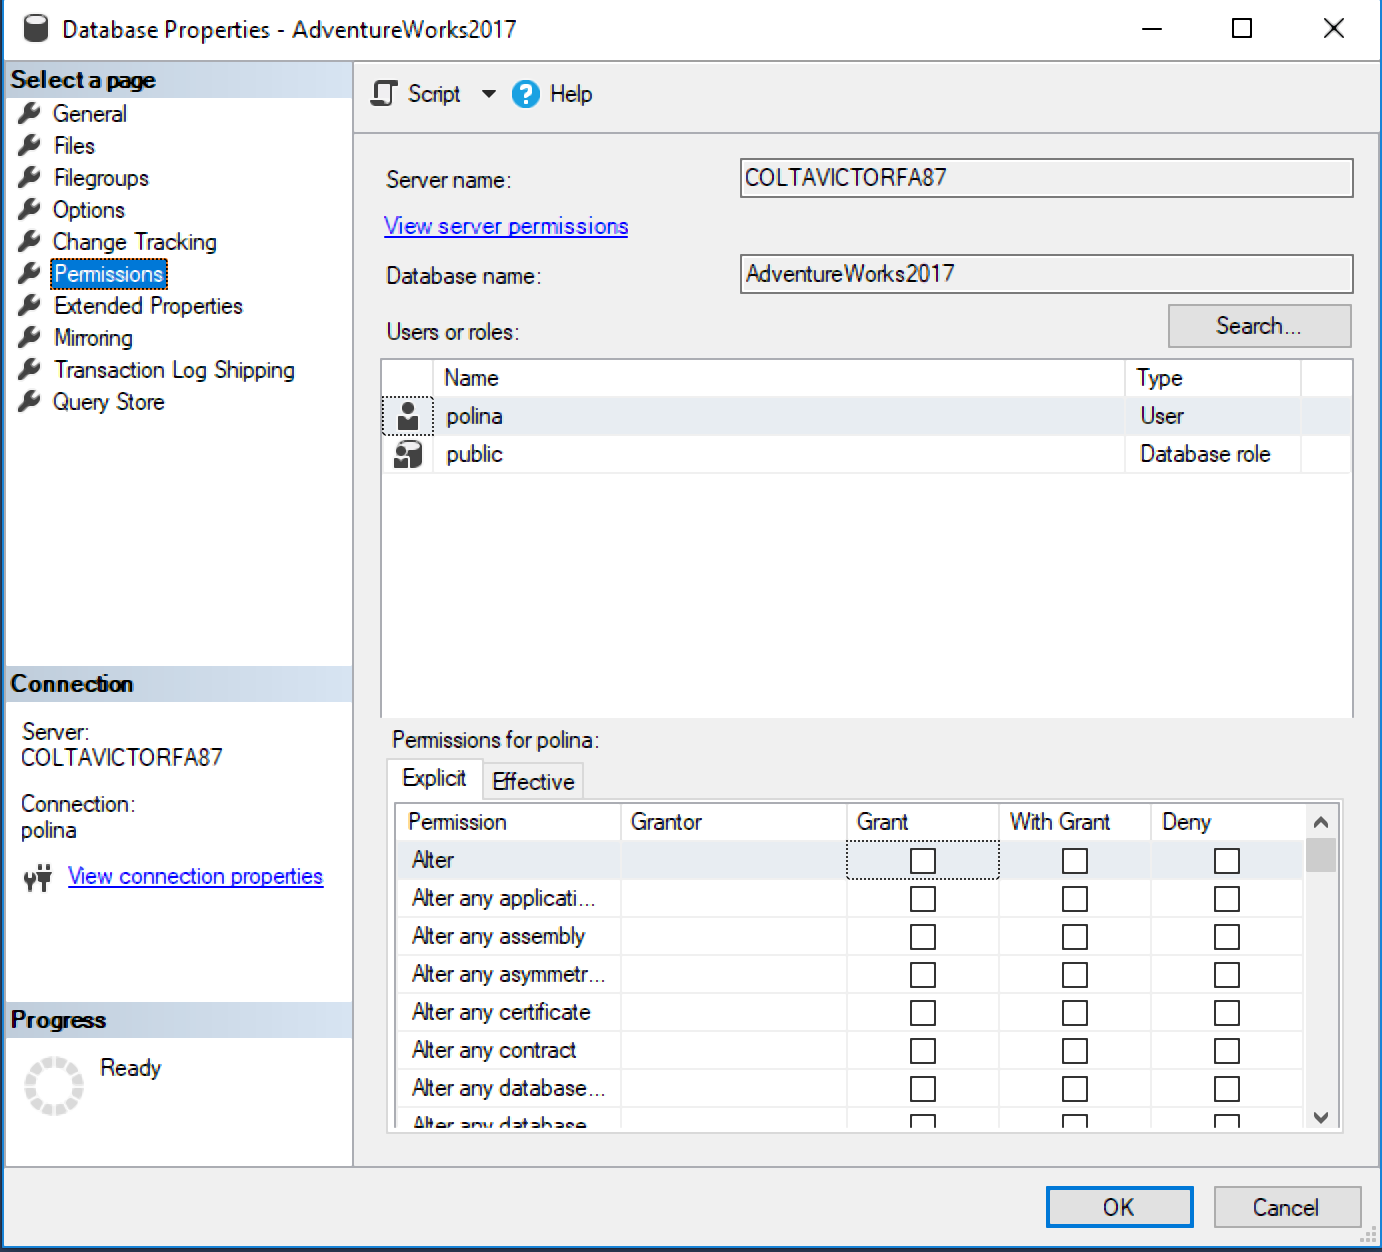 Database Properties - AdventureWorks2017
Select a page
General
Files
Filegroups
Options
Change Tracking
Permissions
Extended Properties
Mirroring
Transaction Log Shipping
Query Store
Connection
Server:
COLTAVICTORFA87
Connection:
polina
View connection properties
Progress
Ready
Script
Help
Server name: COLTAVICTORFA87
View server permissions
Database name: AdventureWorks2017
Users or roles: Search...
Name Type
polina User
public Database role
Permissions for polina:
Explicit Effective
Permission Grantor Grant With Grant Deny
Alter
Alter any applicati...
Alter any assembly
Alter any asymmetr...
Alter any certificate
Alter any contract
Alter any database...
Alter any database
OK Cancel